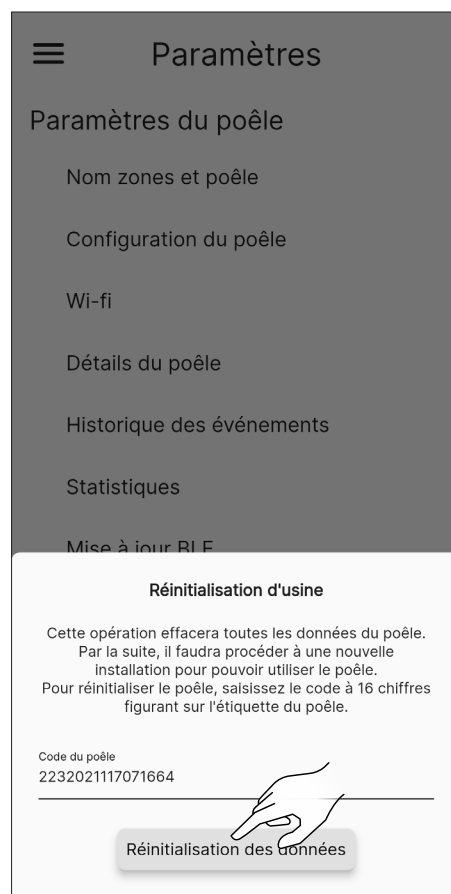 Paramètres
Paramètres du poêle
Nom zones et poêle
Configuration du poêle
Wi-fi
Détails du poêle
Historique des événements
Statistiques
Mise à jour BLE
Réinitialisation d'usine
Cette opération effacera toutes les données du poêle.
Par la suite, il faudra procéder à une nouvelle
installation pour pouvoir utiliser le poêle.
Pour réinitialiser le poêle, saisissez le code à 16 chiffres
figurant sur l'étiquette du poêle.
Code du poêle
2232021117071664
Réinitialisation des données